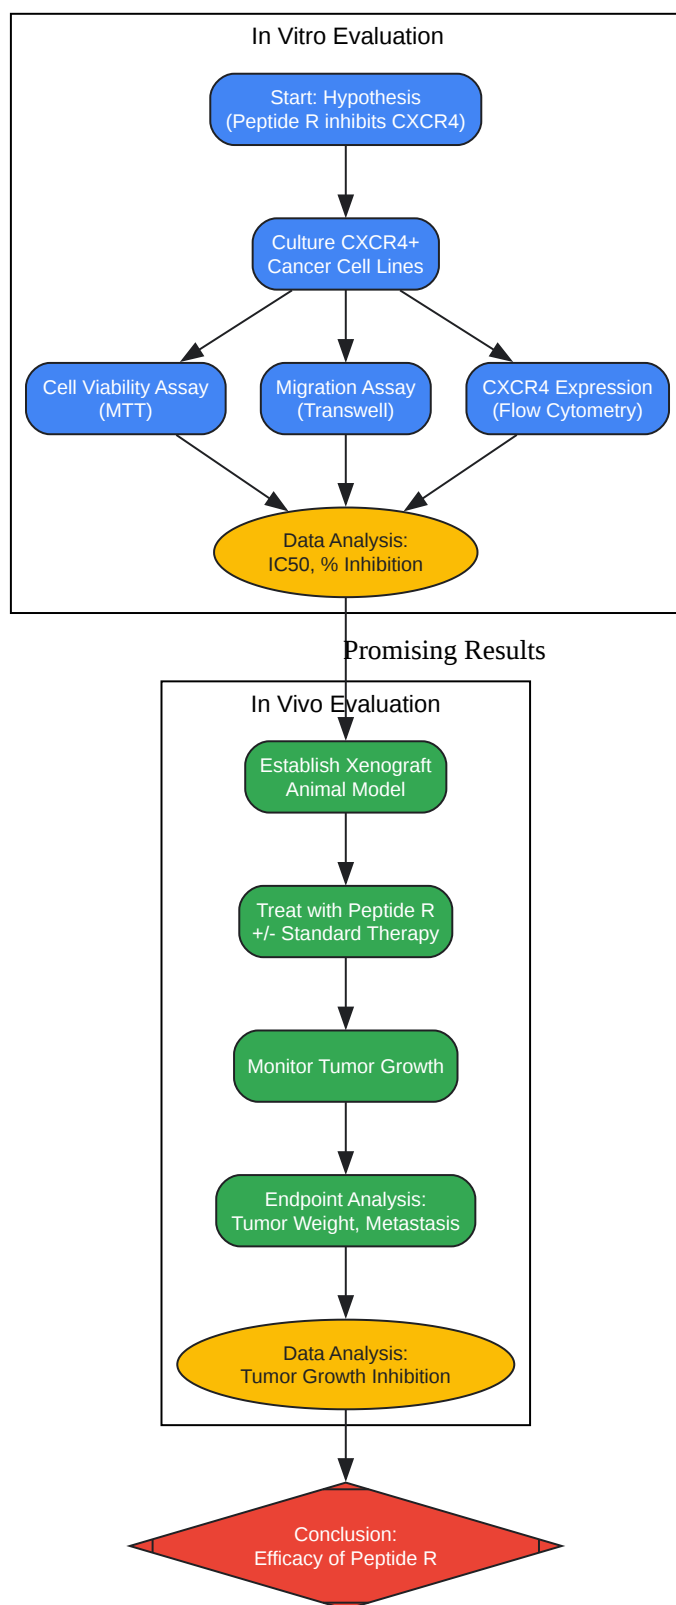 In Vitro Evaluation
Start: Hypothesis
(Peptide R inhibits CXCR4)
Culture CXCR4+
Cancer Cell Lines
Cell Viability Assay
(MTT)
Migration Assay
(Transwell)
CXCR4 Expression
(Flow Cytometry)
Data Analysis:
IC50, % Inhibition
Promising Results
In Vivo Evaluation
Establish Xenograft
Animal Model
Treat with Peptide R
+/- Standard Therapy
Monitor Tumor Growth
Endpoint Analysis:
Tumor Weight, Metastasis
Data Analysis:
Tumor Growth Inhibition
Conclusion:
Efficacy of Peptide R